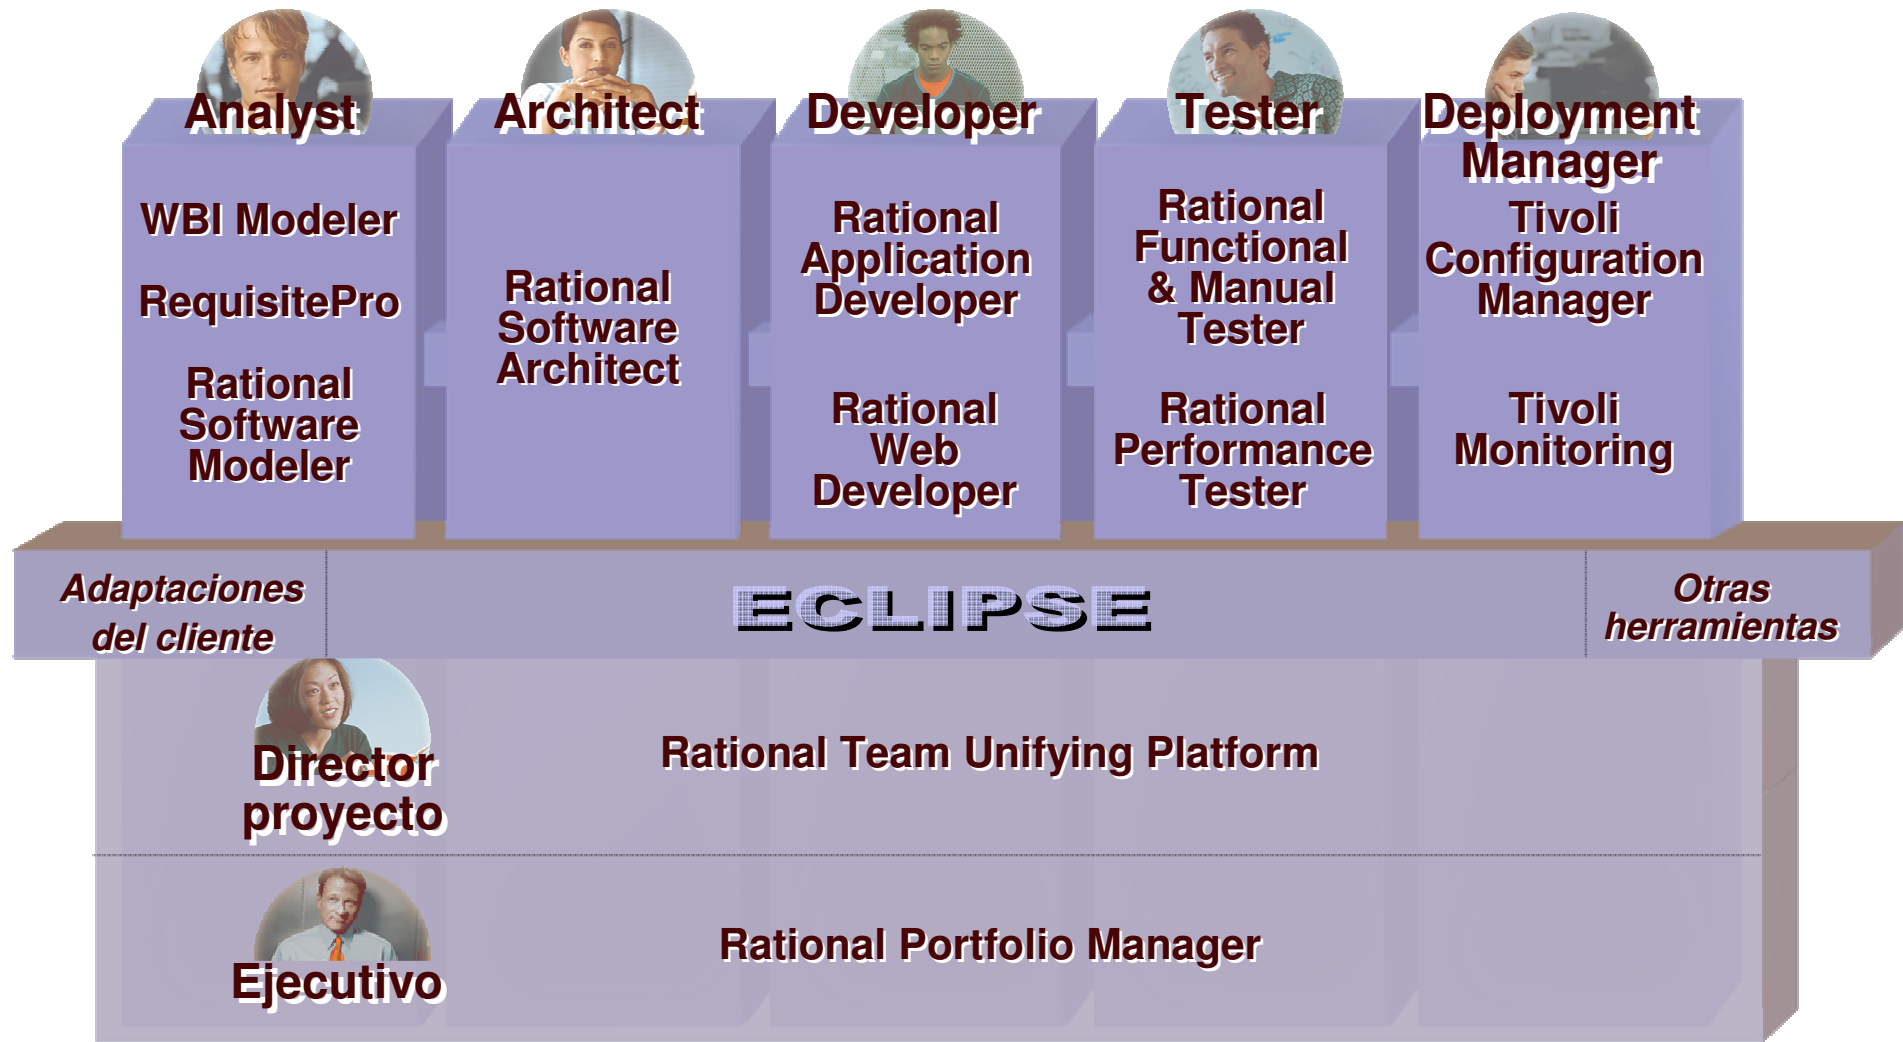 Analyst
WBI Modeler
RequisitePro
Rational
Software
Modeler
Architect
Rational
Software
Architect
Developer
Rational
Application
Developer
Rational
Web
Developer
Tester
Rational
Functional
& Manual
Tester
Rational
Performance
Tester
Deployment
Manager
Tivoli
Configuration
Manager
Tivoli
Monitoring
Adaptaciones
del cliente
ECLIPSE
Otras
herramientas
Director
proyecto
Rational Team Unifying Platform
Ejecutivo
Rational Portfolio Manager